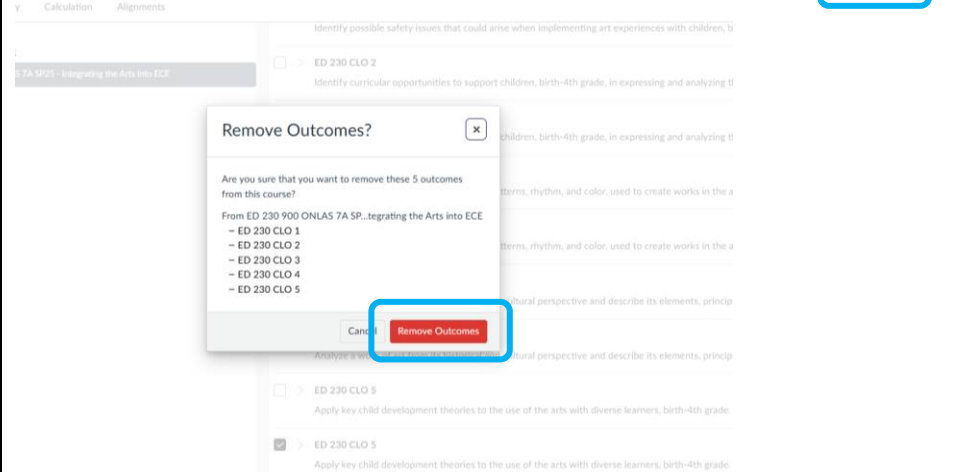 y Calculation Alignments
Identify possible safety issues that could arise when implementing art experiences with children, b
ED 230 CLO 2
S 7A SP25 - Integrating the Arts into ECE
Identify curricular opportunities to support children, birth-4th grade, in expressing and analyzing t
Remove Outcomes?
x
children, birth-4th grade, in expressing and analyzing t
Are you sure that you want to remove these 5 outcomes
from this course?
tterns, rhythm, and color, used to create works in the a
From ED 230 900 ONLAS 7A SP...tegrating the Arts into ECE
– ED 230 CLO 1
– ED 230 CLO 2
– ED 230 CLO 3
tterns, rhythm, and color, used to create works in the a
– ED 230 CLO 4
– ED 230 CLO 5
ultural perspective and describe its elements, princip
Cancel Remove Outcomes
Analyze a work of art from its historical and cultural perspective and describe its elements, princip
ED 230 CLO 5
Apply key child development theories to the use of the arts with diverse learners, birth-4th grade.
ED 230 CLO 5
Apply key child development theories to the use of the arts with diverse learners, birth-4th grade.